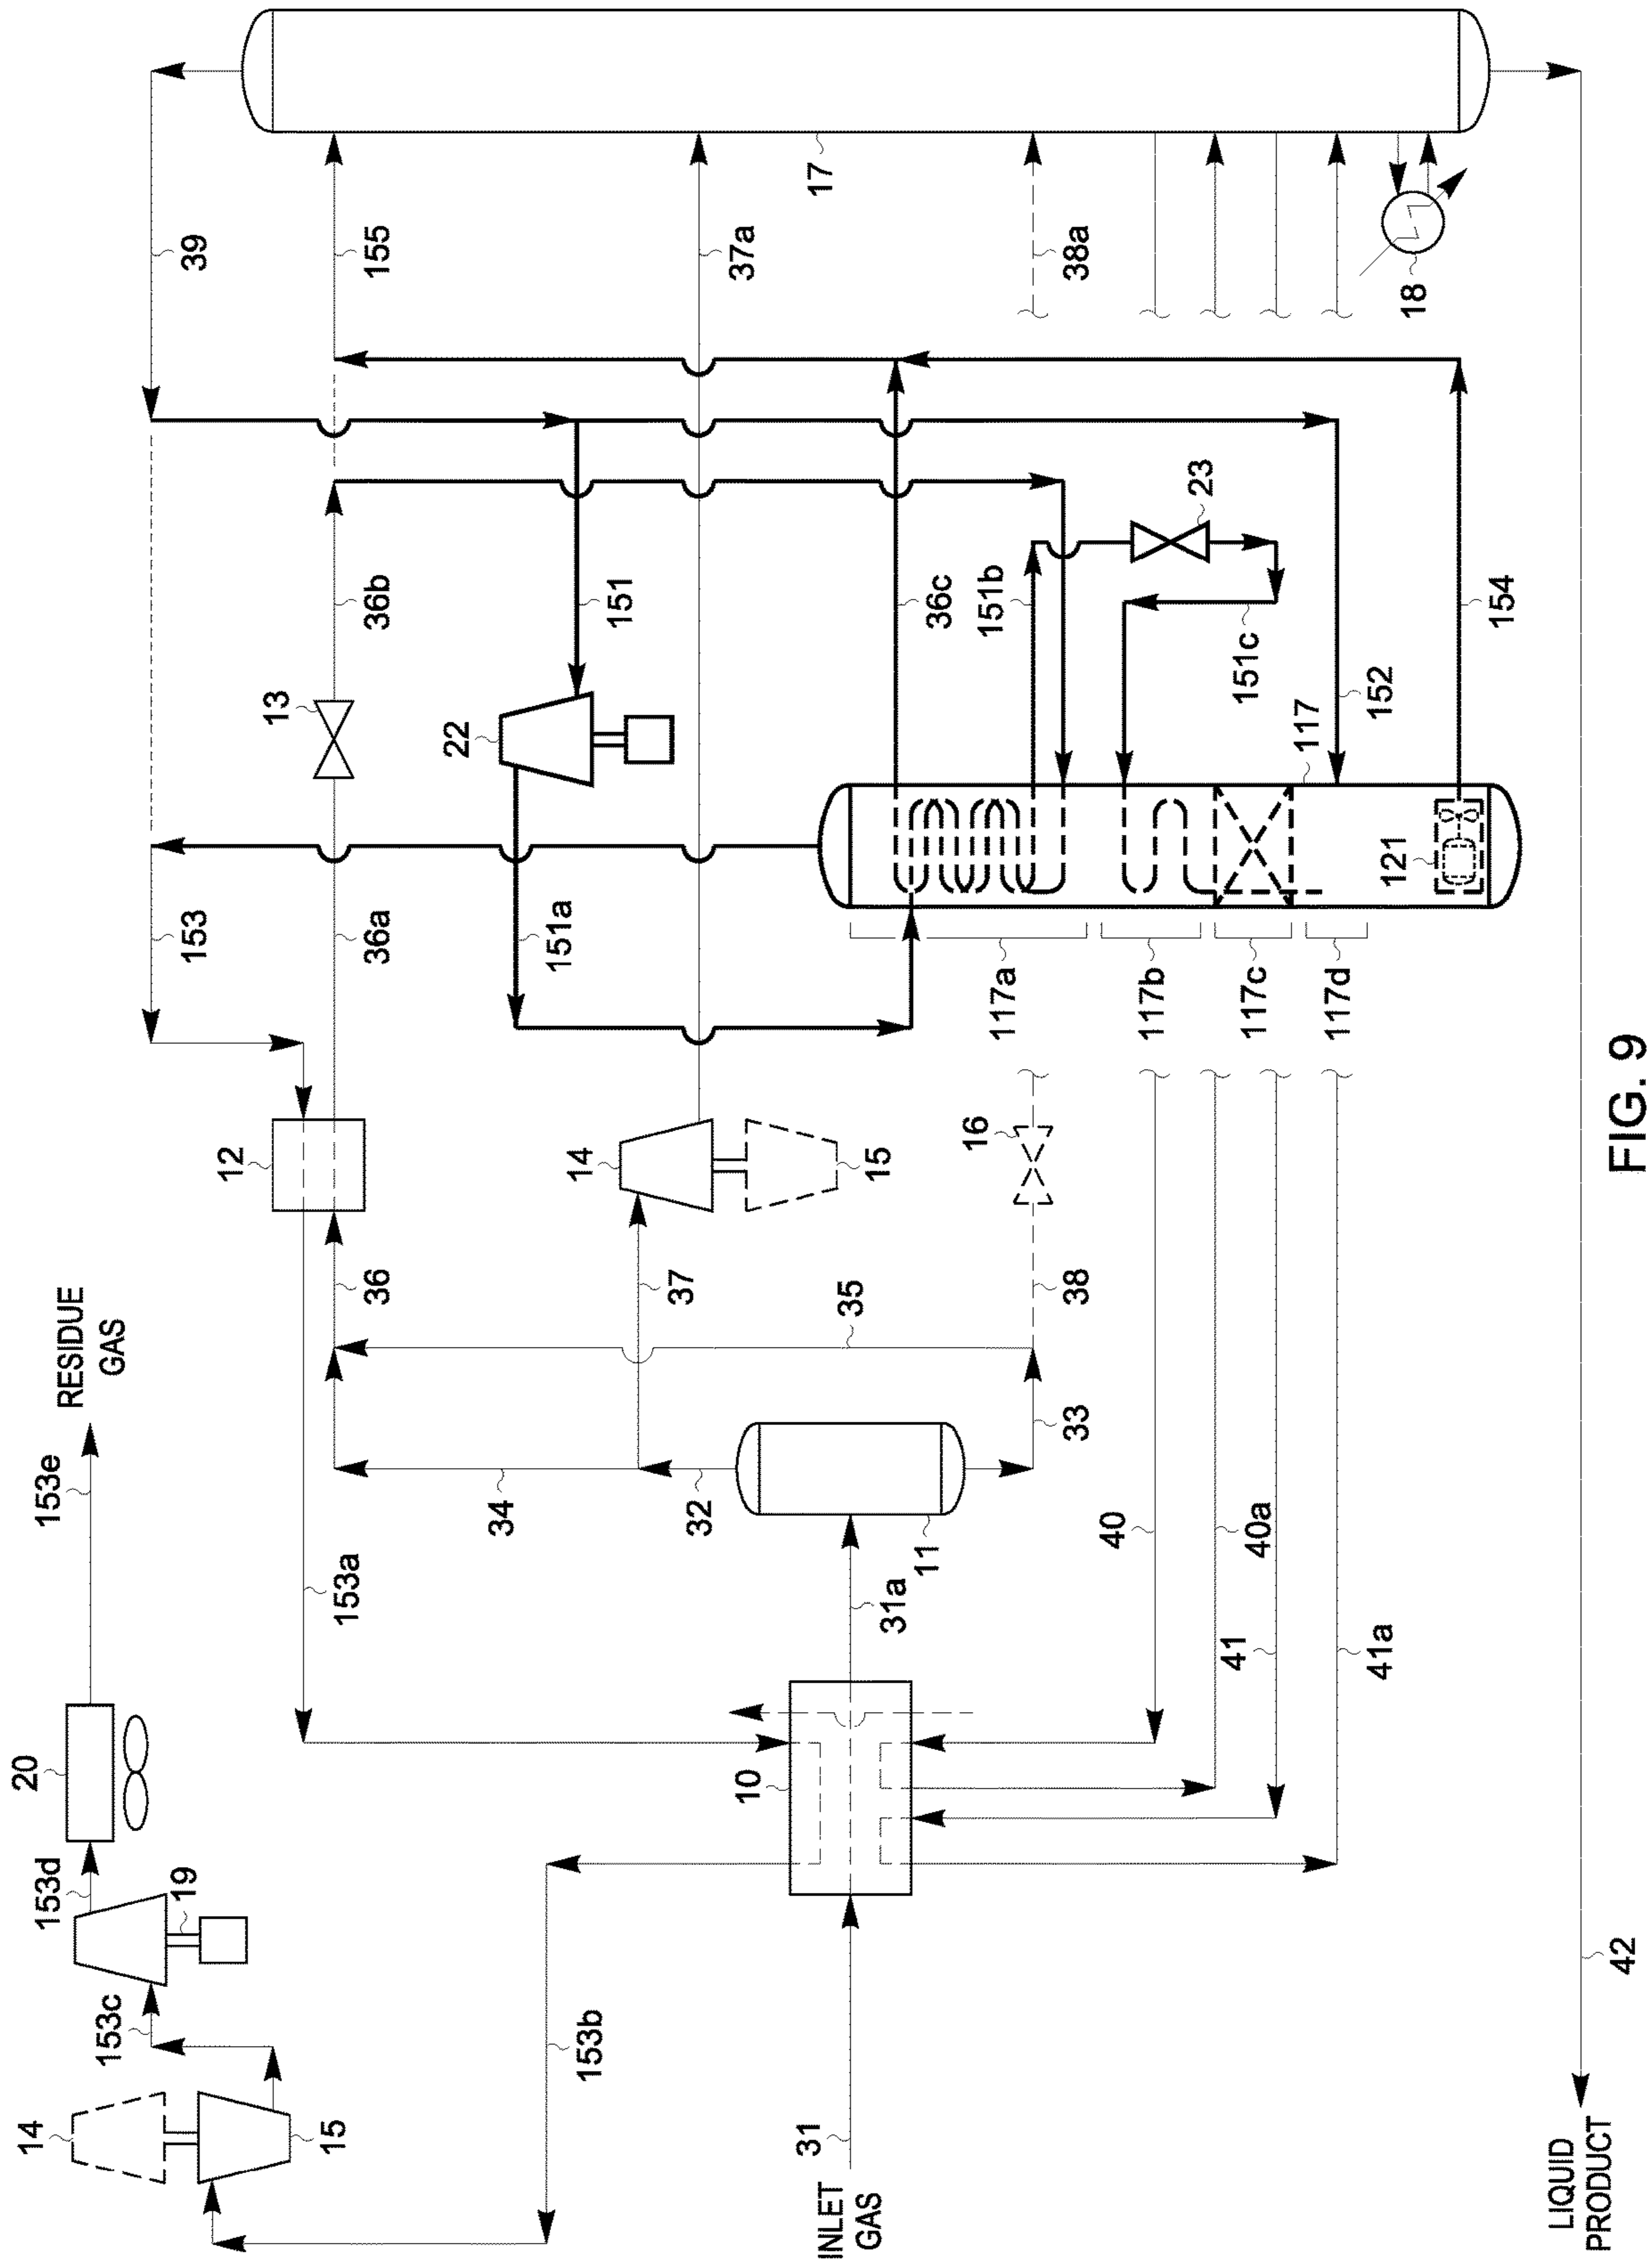 14
20
153d
153e
RESIDUE
GAS
153c
19
153
39
12
13
15
153a
36
36a
36b
155
22
34
151a
14
153b
151
37
32
37a
10
31
17
INLET
GAS
35
15
31a
11
36c
16
151b
117a
33
38
38a
40
117b
23
41
151c
40a
117c
117
117d
41a
152
121
18
154
LIQUID
PRODUCT
42
FIG. 9